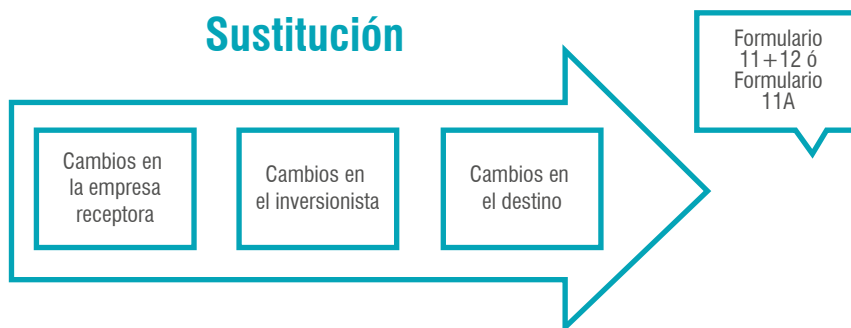 Sustitución
Formulario
11+12 ó
Formulario
11A
Cambios en
la empresa
receptora
Cambios en
el inversionista
Cambios en
el destino